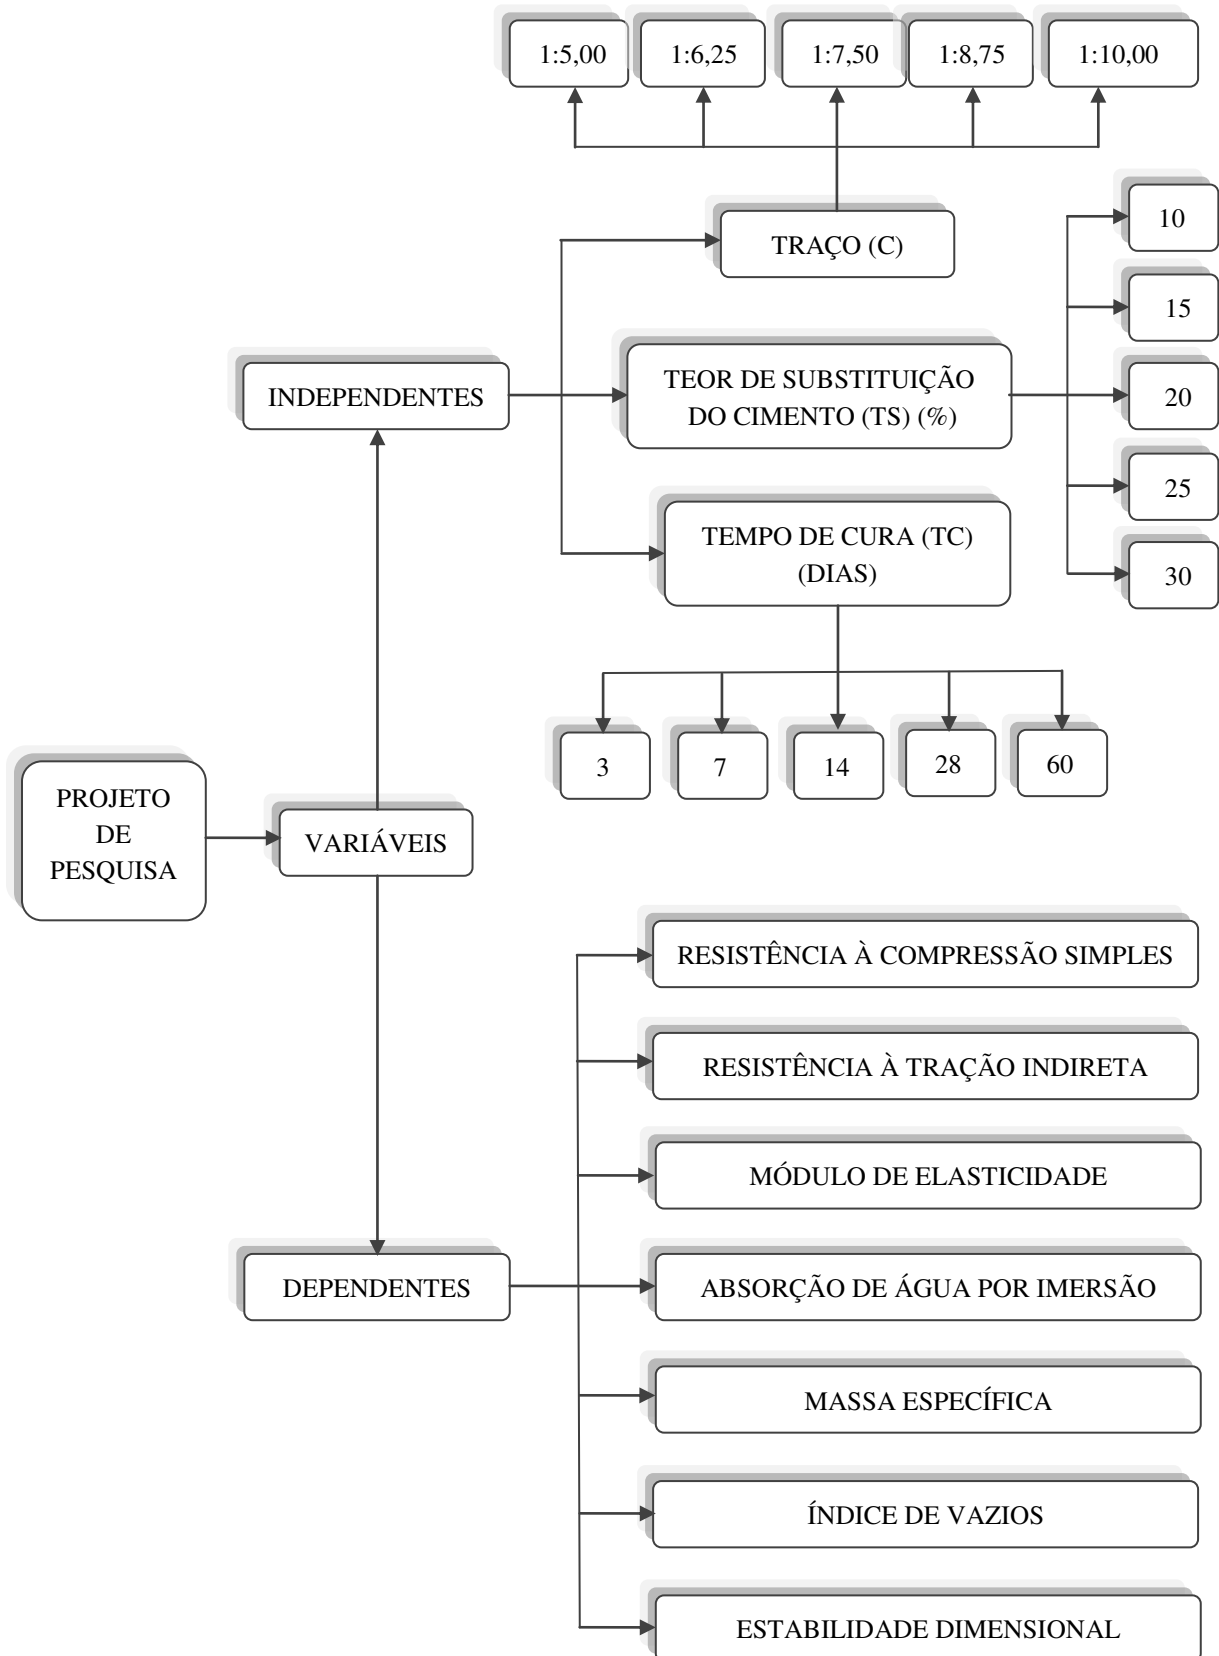 1:5,00
1:6,25
1:7,50
1:8,75
1:10,00
TRAÇO (C)
10
15
INDEPENDENTES
TEOR DE SUBSTITUIÇÃO
DO CIMENTO (TS) (%)
20
25
TEMPO DE CURA (TC)
(DIAS)
30
3
7
14
28
60
PROJETO
DE
PESQUISA
VARIÁVEIS
RESISTÊNCIA À COMPRESSÃO SIMPLES
RESISTÊNCIA À TRAÇÃO INDIRETA
MÓDULO DE ELASTICIDADE
DEPENDENTES
ABSORÇÃO DE ÁGUA POR IMERSÃO
MASSA ESPECÍFICA
ÍNDICE DE VAZIOS
ESTABILIDADE DIMENSIONAL